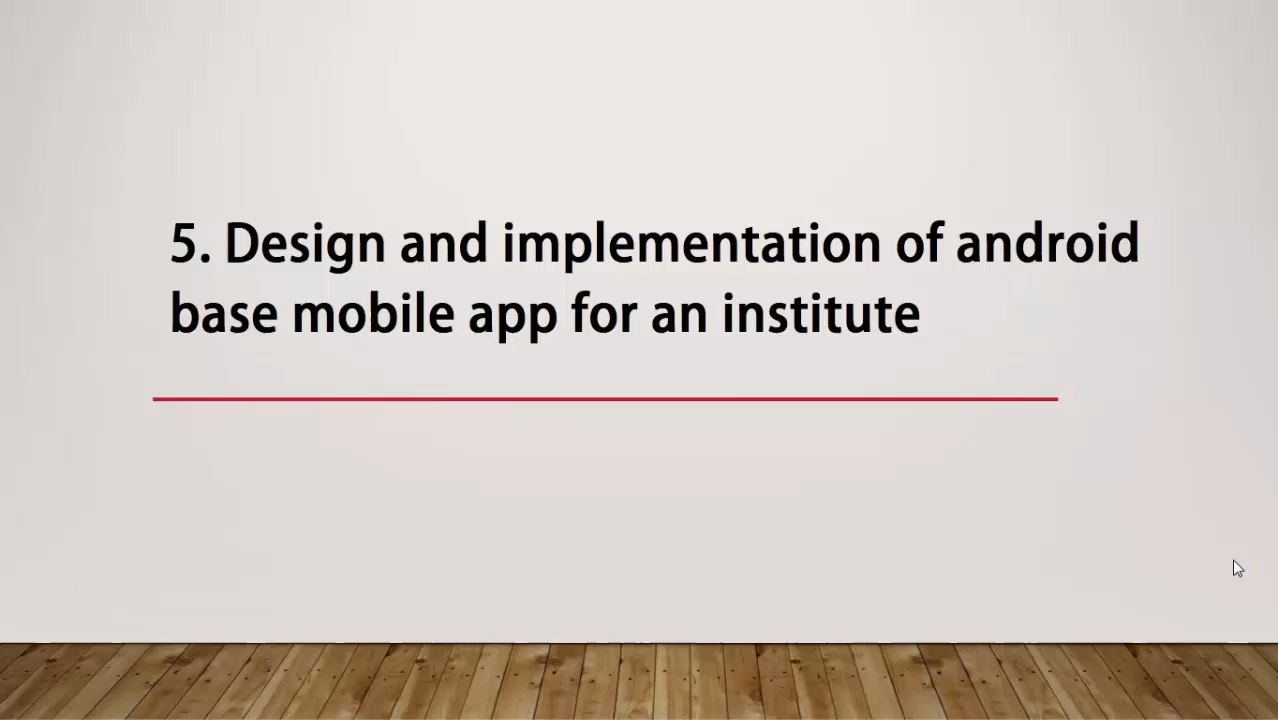 5. Design and implementation of android
base mobile app for an institute